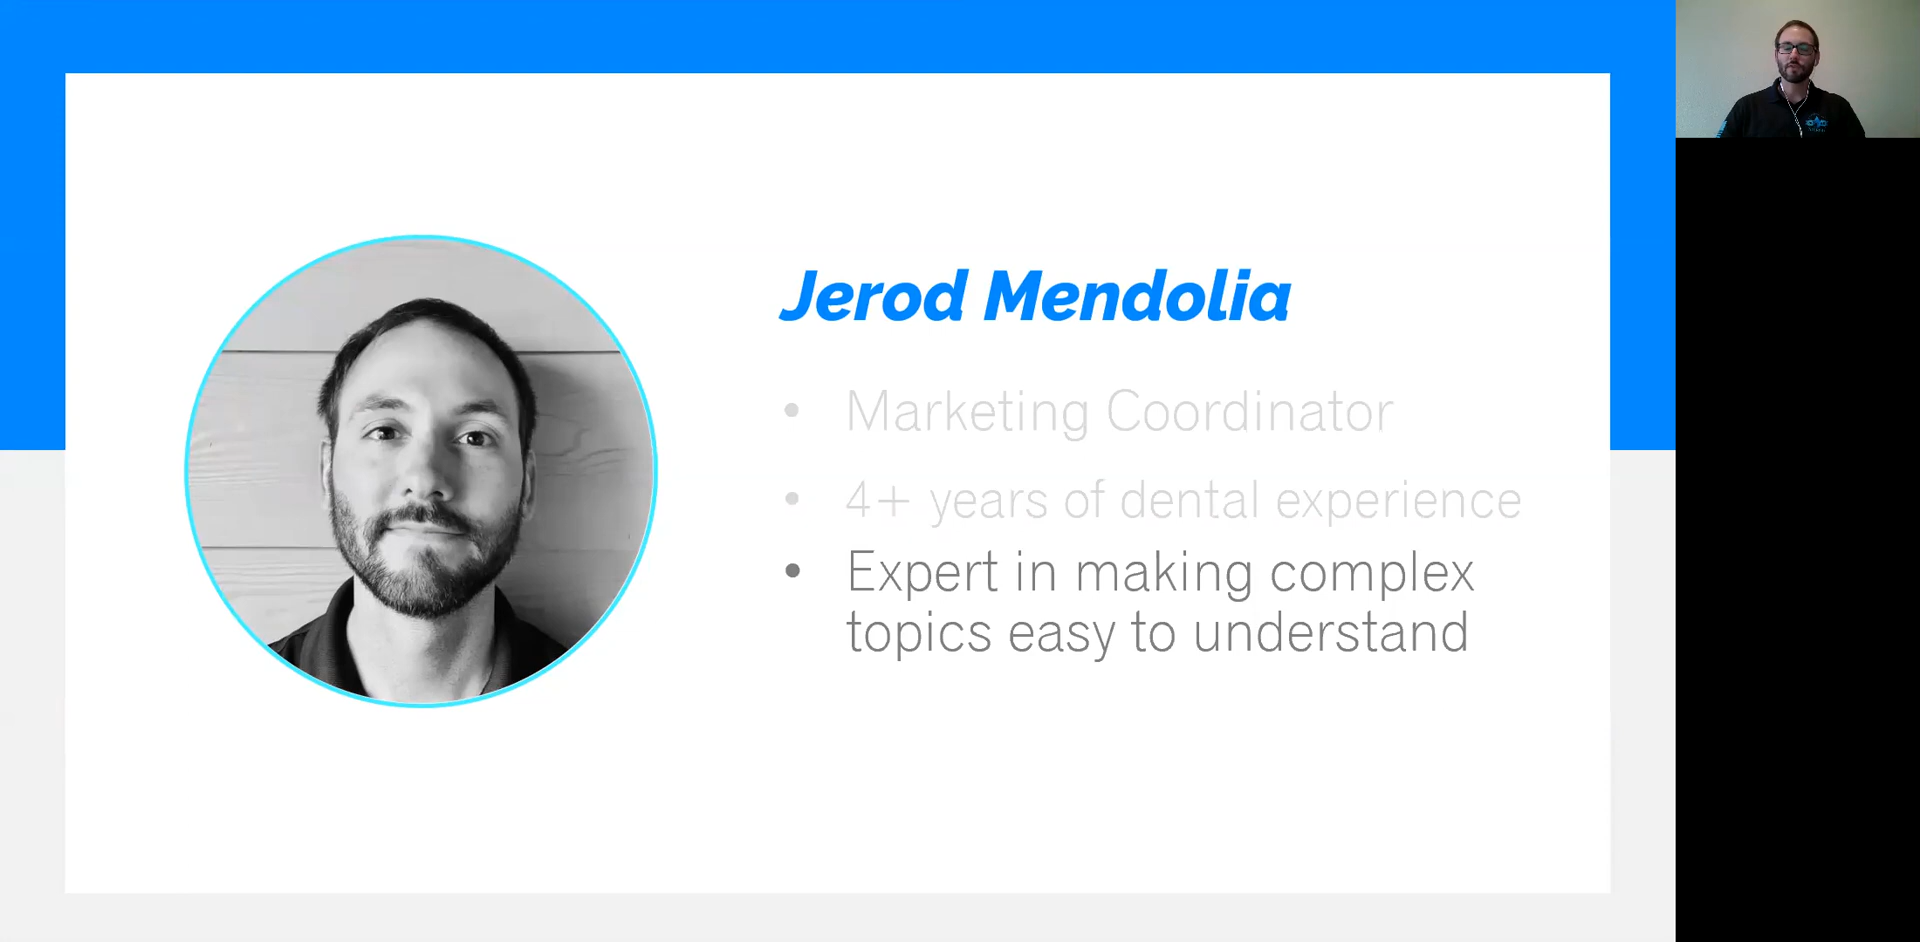 Jerod Mendolia
• Marketing Coordinator
• 4+ years of dental experience
• Expert in making complex
topics easy to understand